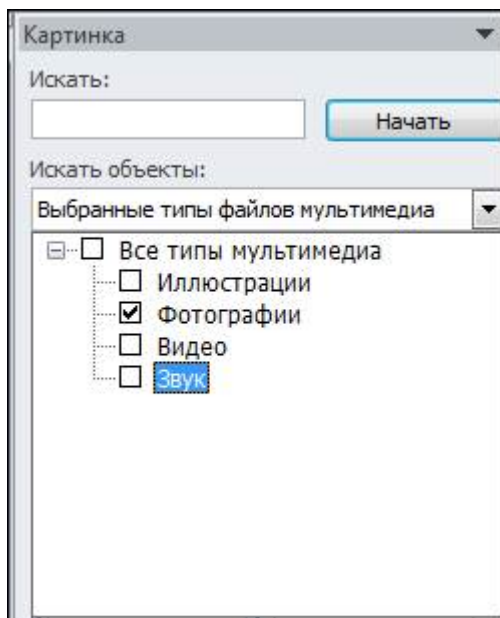 Картинка
Искать:
Начать
Искать объекты:
Выбранные типы файлов мультимедиа
Все типы мультимедиа
Иллюстрации
Фотографии
Видео
Звук